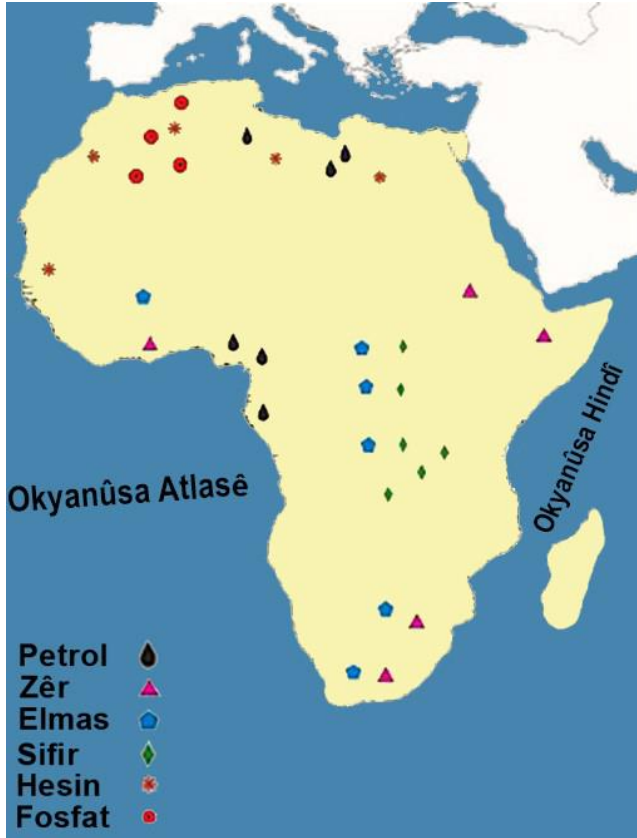 Okyanûsa Atlasê
Okyanûsa Hindî
Petrol
Zêr
Elmas
Sifir
Hesin
Fosfat